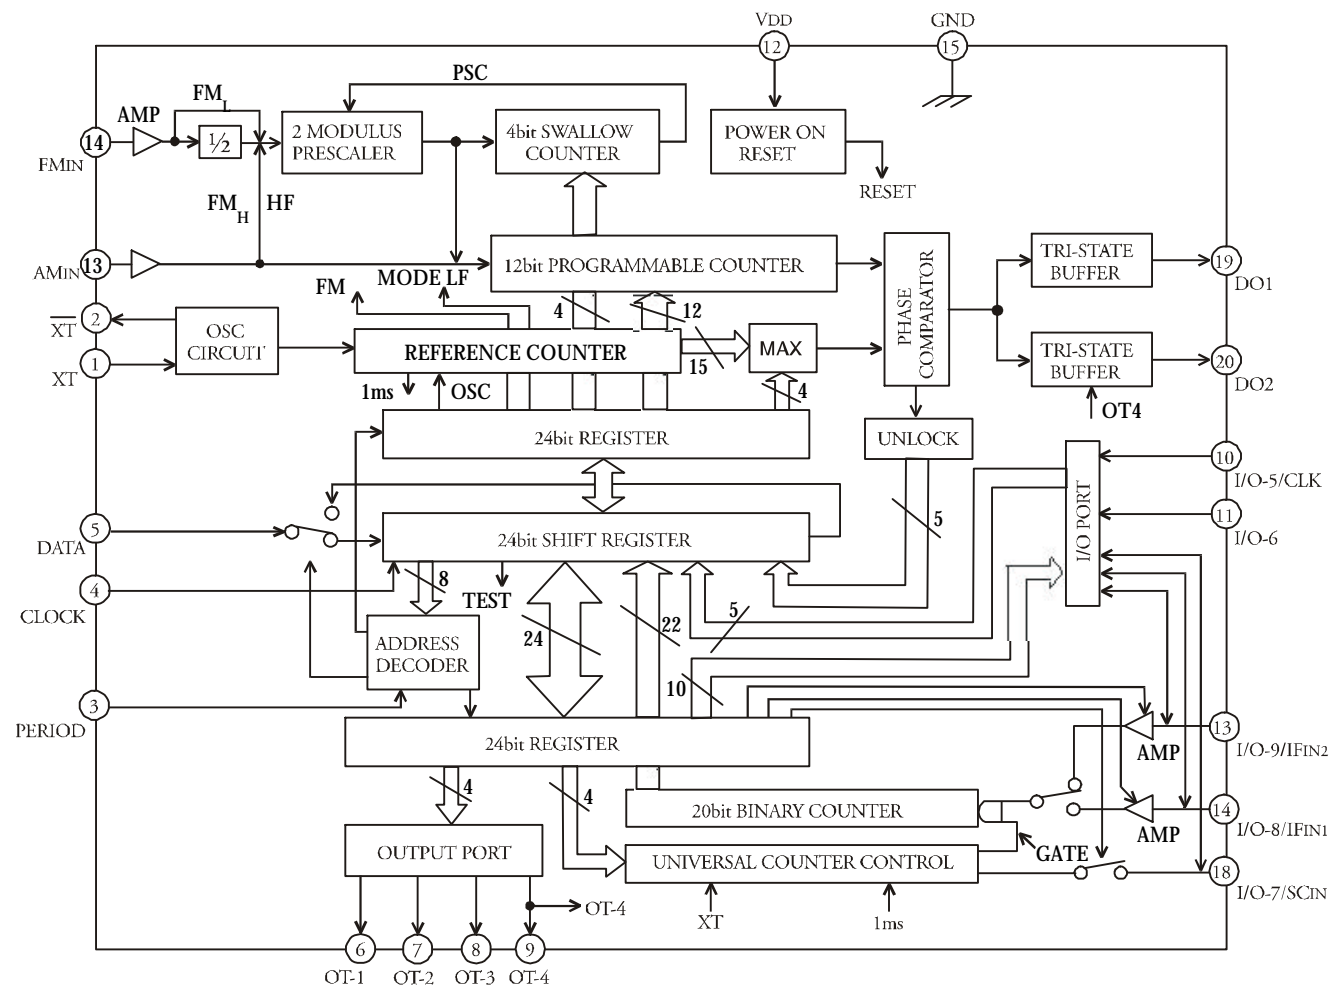 VDD
GND
12
15
PSC
FM L
AMP
14
FMIN
½
2 MODULUS
PRESCALER
4bit SWALLOW
COUNTER
POWER ON
RESET
RESET
FM H
HF
13
AMIN
12bit PROGRAMMABLE COUNTER
PHASE
COMPARATOR
TRI-STATE
BUFFER
19
DO1
FM
MODE LF
4
12
2
XT
OSC
CIRCUIT
REFERENCE COUNTER
15
MAX
TRI-STATE
BUFFER
20
DO2
1
XT
1ms
OSC
4
OT4
24bit REGISTER
UNLOCK
10
I/O-5/CLK
I/O PORT
5
DATA
24bit SHIFT REGISTER
5
11
I/O-6
4
CLOCK
8
TEST
24
22
5
ADDRESS
DECODER
10
3
PERIOD
24bit REGISTER
AMP
13
I/O-9/IFIN2
4
4
20bit BINARY COUNTER
AMP
14
I/O-8/IFIN1
OUTPUT PORT
UNIVERSAL COUNTER CONTROL
GATE
18
I/O-7/SCIN
OT-4
XT
1ms
6
7
8
9
OT-1
OT-2
OT-3
OT-4